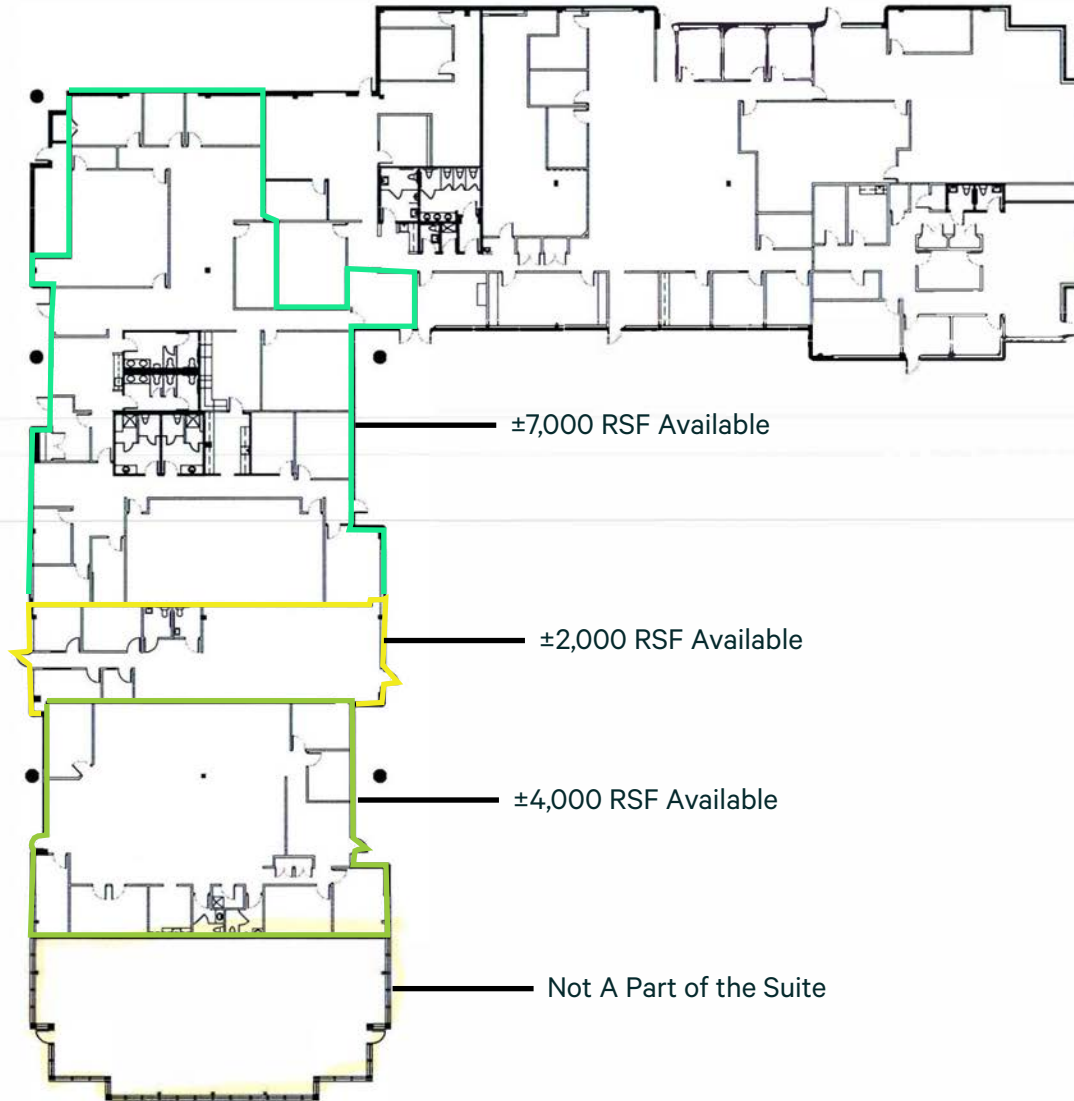 ±7,000 RSF Available
±2,000 RSF Available
±4,000 RSF Available
Not A Part of the Suite